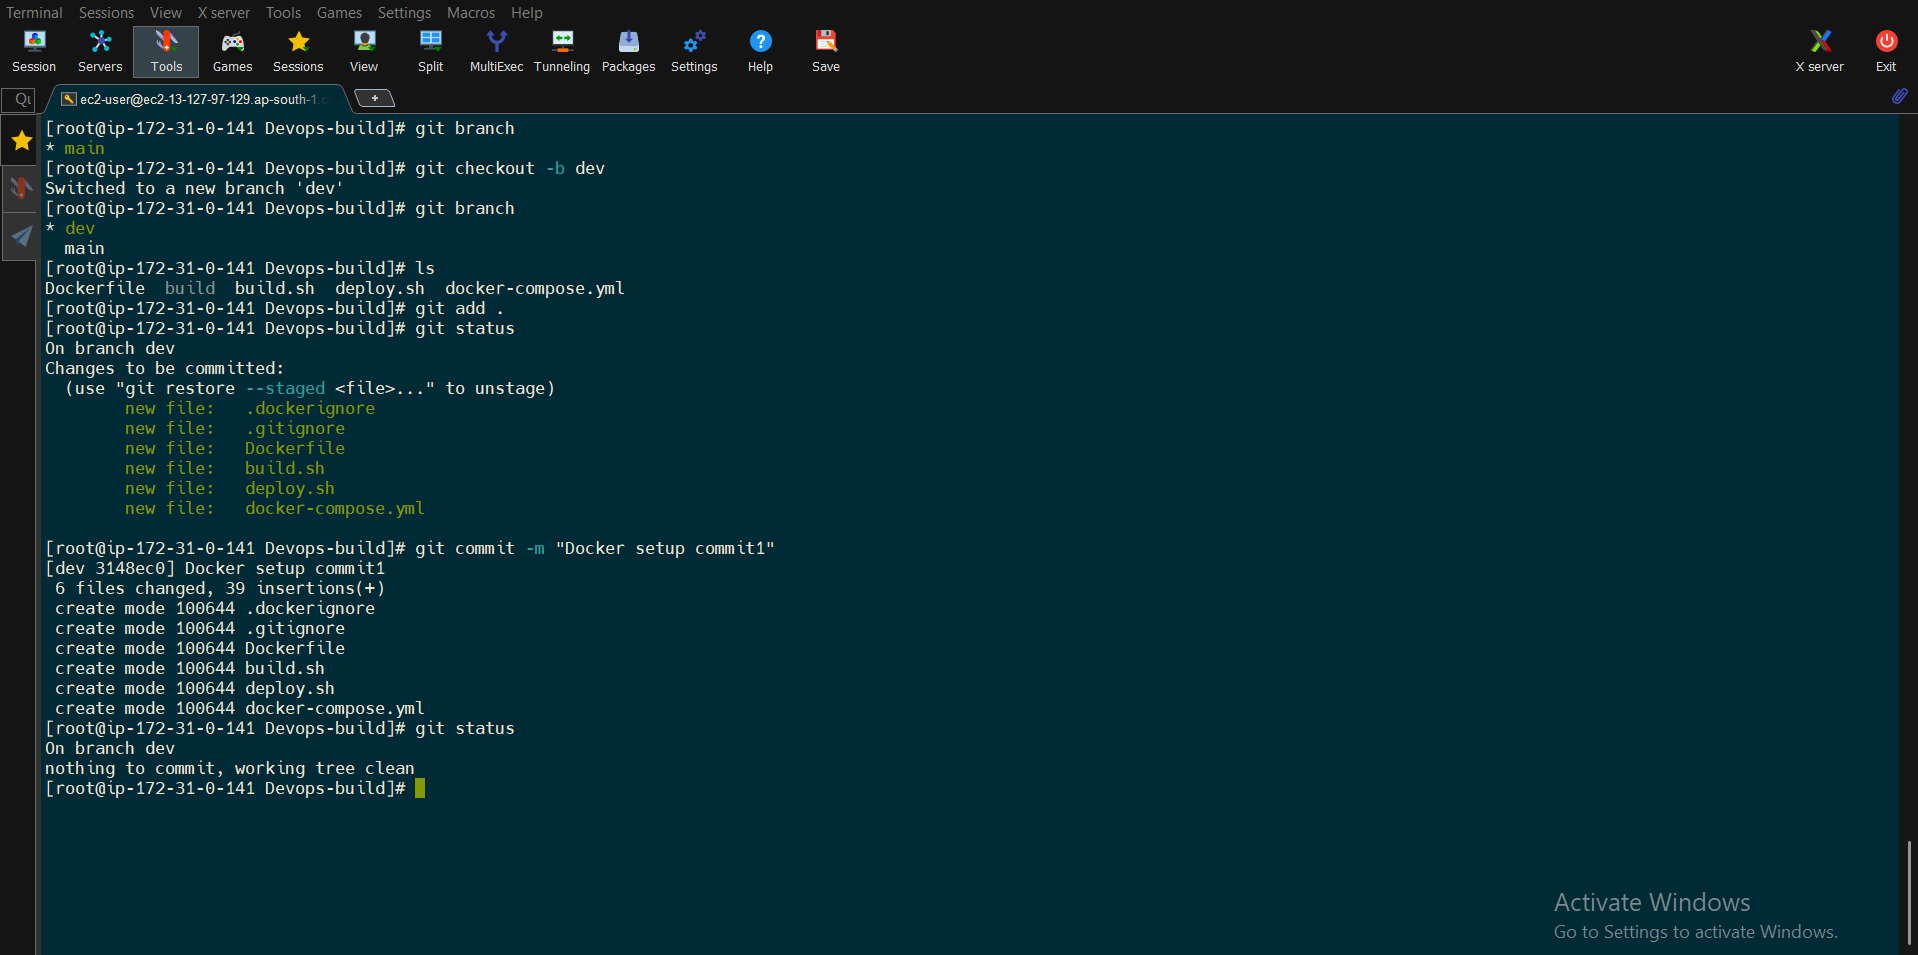 Terminal Sessions View X server Tools Games Settings Macros Help
Session Servers Tools Games Sessions View Split MultiExec Tunneling Packages Settings Help Save X server Exit
ec2-user@ec2-13-127-97-129.ap-south-1.c
[root@ip-172-31-0-141 Devops-build]# git branch
* main
[root@ip-172-31-0-141 Devops-build]# git checkout -b dev
Switched to a new branch 'dev'
[root@ip-172-31-0-141 Devops-build]# git branch
* dev
  main
[root@ip-172-31-0-141 Devops-build]# ls
Dockerfile  build  build.sh  deploy.sh  docker-compose.yml
[root@ip-172-31-0-141 Devops-build]# git add .
[root@ip-172-31-0-141 Devops-build]# git status
On branch dev
Changes to be committed:
  (use "git restore --staged <file>..." to unstage)
        new file:   .dockerignore
        new file:   .gitignore
        new file:   Dockerfile
        new file:   build.sh
        new file:   deploy.sh
        new file:   docker-compose.yml
[root@ip-172-31-0-141 Devops-build]# git commit -m "Docker setup commit1"
[dev 3148ec0] Docker setup commit1
 6 files changed, 39 insertions(+)
 create mode 100644 .dockerignore
 create mode 100644 .gitignore
 create mode 100644 Dockerfile
 create mode 100644 build.sh
 create mode 100644 deploy.sh
 create mode 100644 docker-compose.yml
[root@ip-172-31-0-141 Devops-build]# git status
On branch dev
nothing to commit, working tree clean
[root@ip-172-31-0-141 Devops-build]#
Activate Windows
Go to Settings to activate Windows.